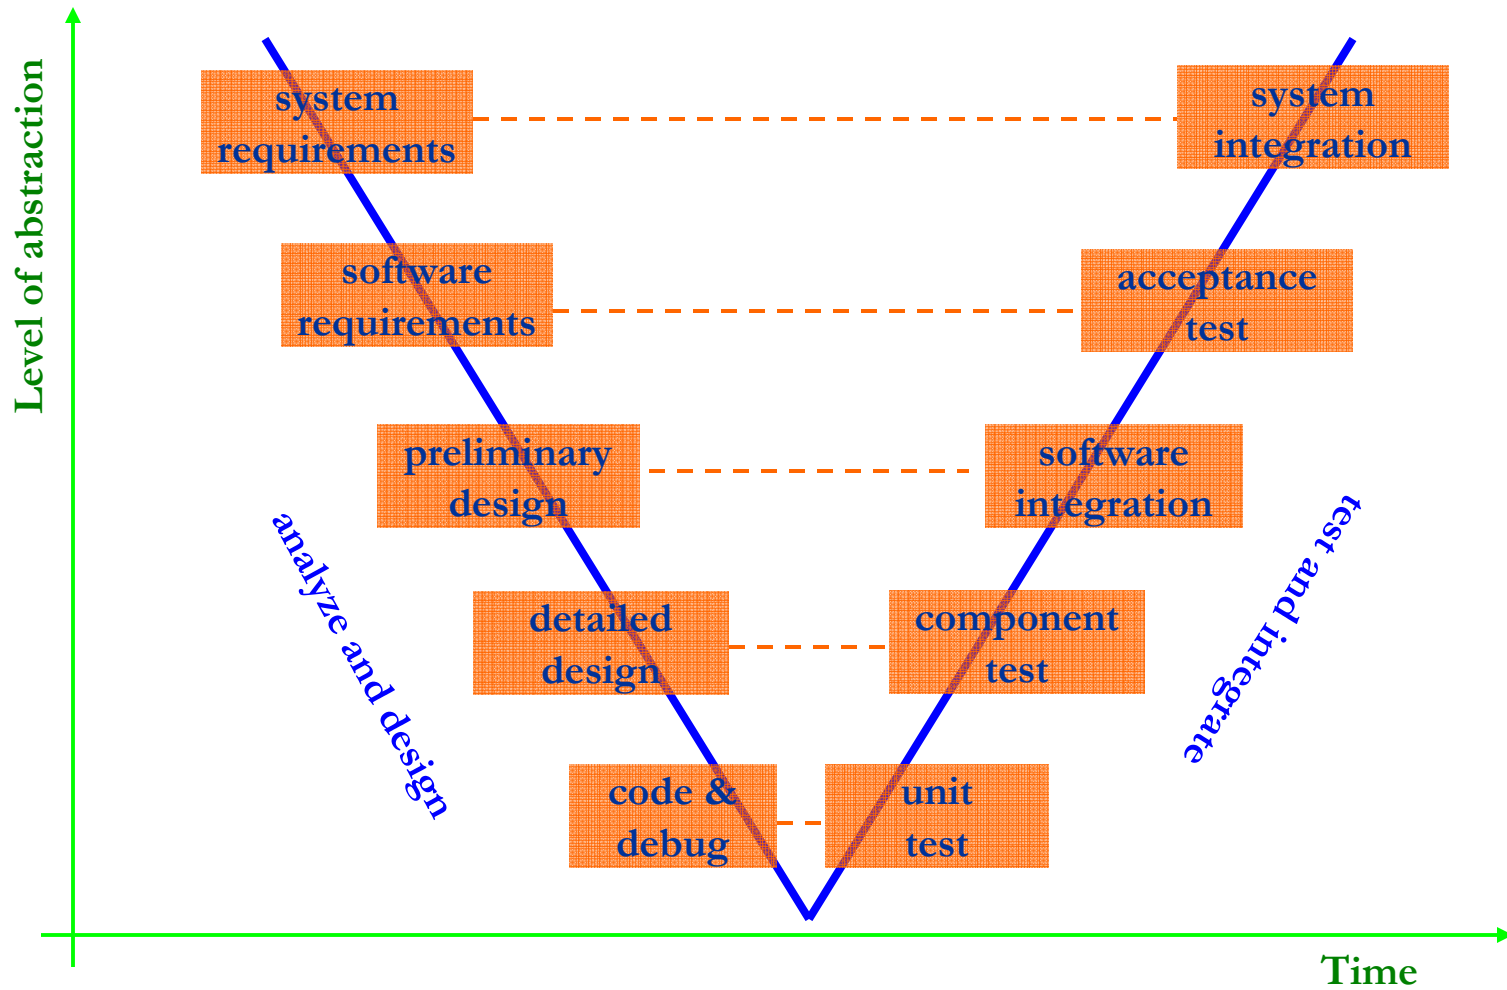 Level of abstraction
system
requirements
system
integration
software
requirements
acceptance
test
preliminary
design
software
integration
analyze and design
test and integrate
detailed
design
component
test
code &
debug
unit
test
Time